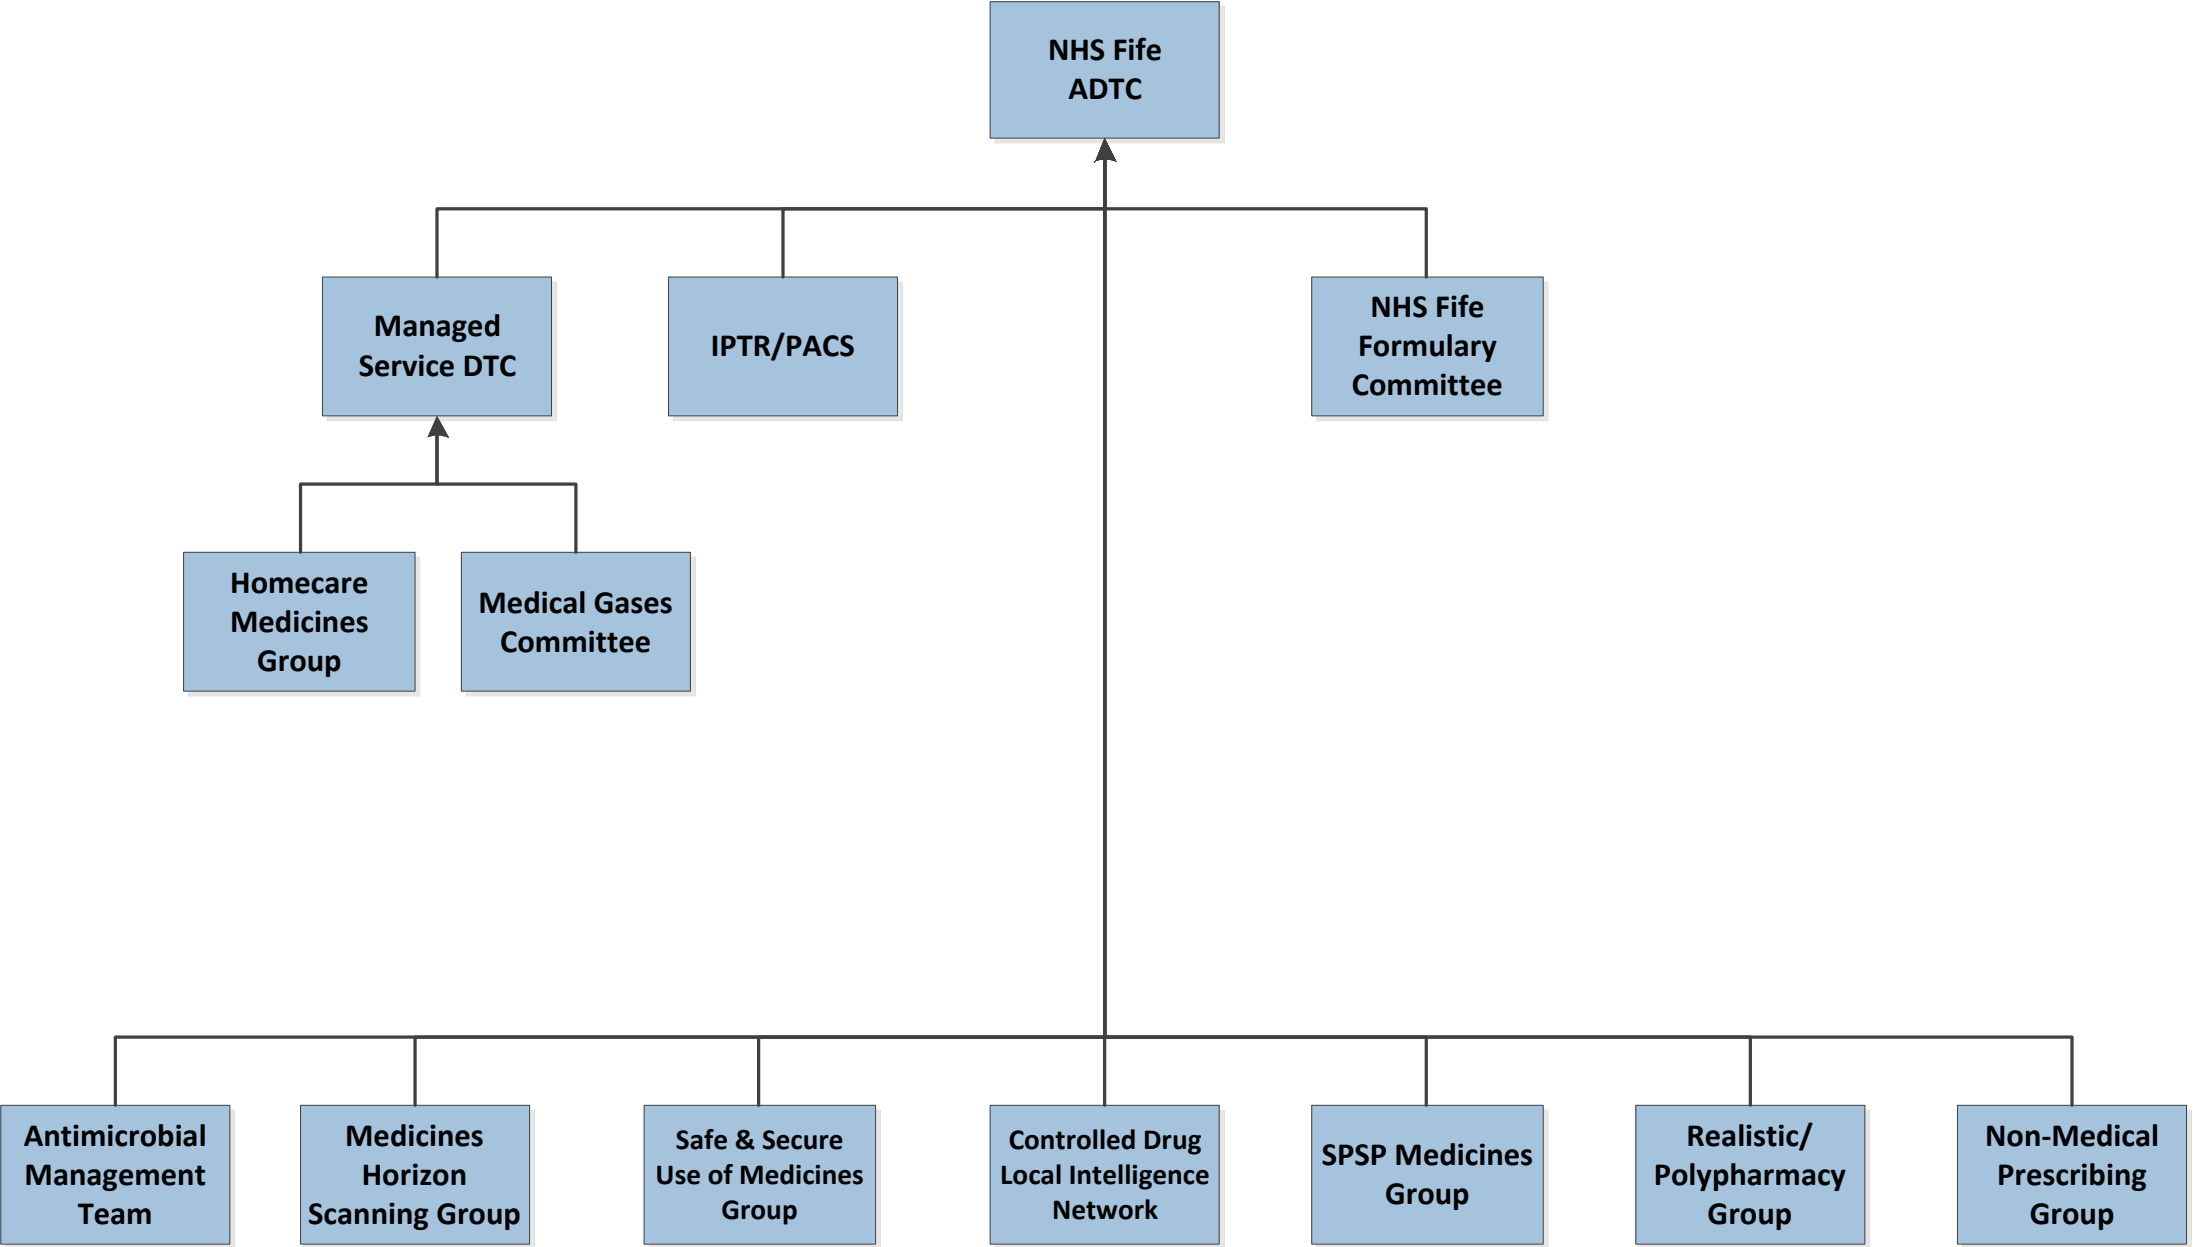 NHS Fife
ADTC
Managed
Service DTC
IPTR/PACS
NHS Fife
Formulary
Committee
Homecare
Medicines
Group
Medical Gases
Committee
Antimicrobial
Management
Team
Medicines
Horizon
Scanning Group
Safe & Secure
Use of Medicines
Group
Controlled Drug
Local Intelligence
Network
SPSP Medicines
Group
Realistic/
Polypharmacy
Group
Non-Medical
Prescribing
Group